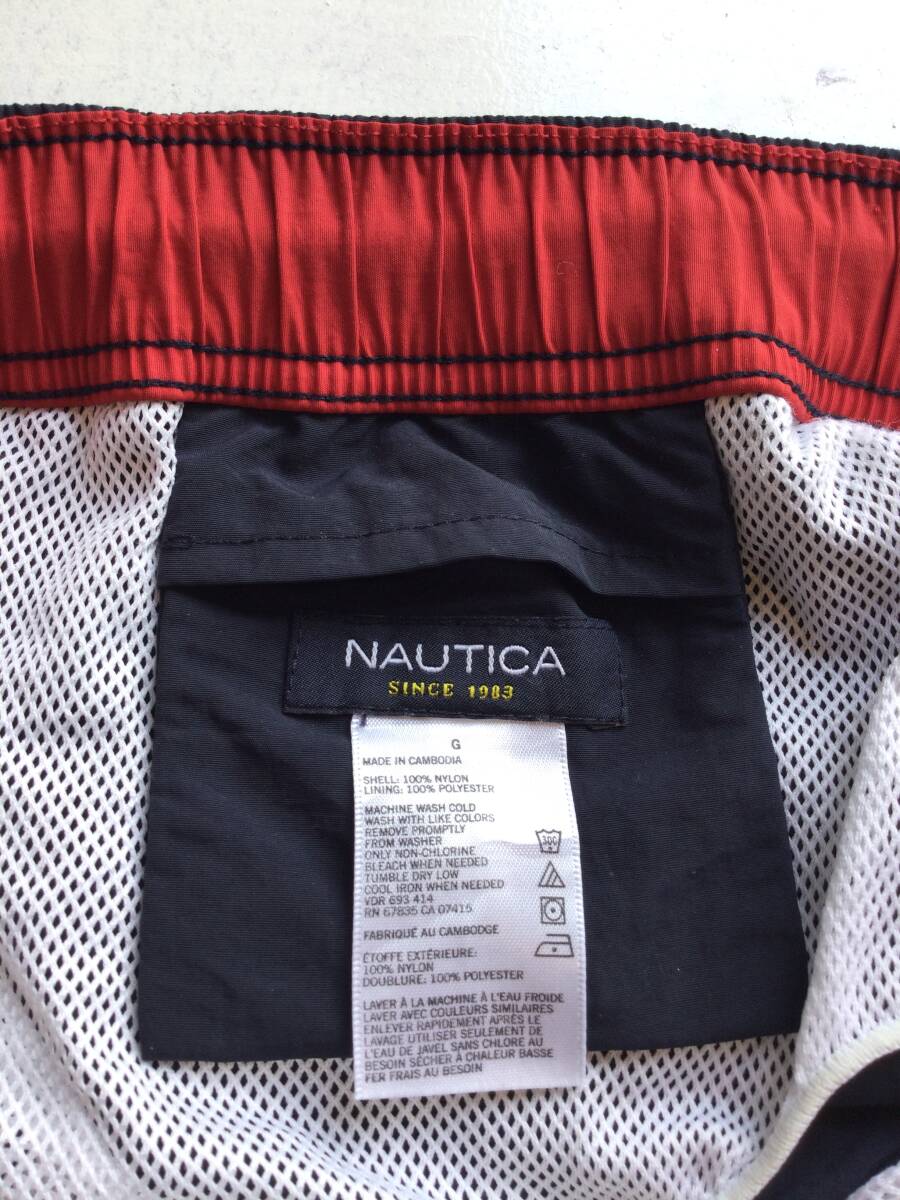 NAUTICA
SINCE 1983
G
MADE IN CAMBODIA
SHELL: 100% NYLON
LINING: 100% POLYESTER
MACHINE WASH COLD
WASH WITH LIKE COLORS
REMOVE PROMPTLY
FROM WASHER
ONLY NON-CHLORINE
BLEACH WHEN NEEDED
TUMBLE DRY LOW
COOL IRON WHEN NEEDED
VDR 693 414
RN 67835 CA 07415
FABRIQUÉ AU CAMBODGE
ÉTOFFE EXTÉRIEURE:
100% NYLON
DOUBLURE: 100% POLYESTER
LAVER À LA MACHINE À L'EAU FROIDE
LAVER AVEC COULEURS SIMILAIRES
ENLEVER RAPIDEMENT APRÈS LE
LAVAGE UTILISER SEULEMENT DE
L'EAU DE JAVEL SANS CHLORE AU
BESOIN SÉCHER À CHALEUR BASSE
FER FRAIS AU BESOIN